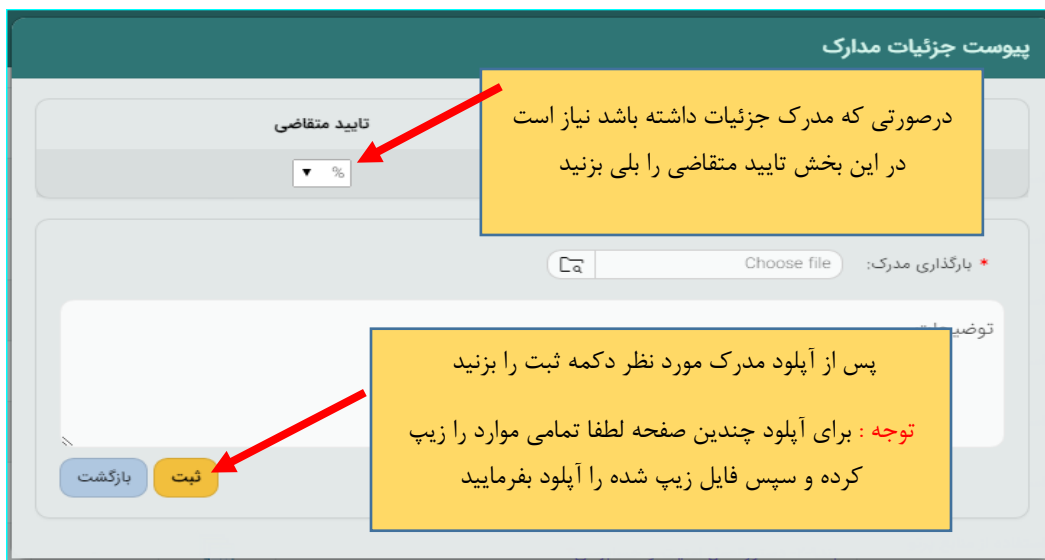 پیوست جزئیات مدارک
درصورتی که مدرک جزئیات داشته باشد نیاز است
در این بخش تایید متقاضی را بلی بزنید
تایید متقاضی
%
* بارگذاری مدرک: Choose file
پس از آپلود مدرک مورد نظر دکمه ثبت را بزنید
توجه : برای آپلود چندین صفحه لطفا تمامی موارد را زیپ
کرده و سپس فایل زیپ شده را آپلود بفرمایید
ثبت
بازگشت